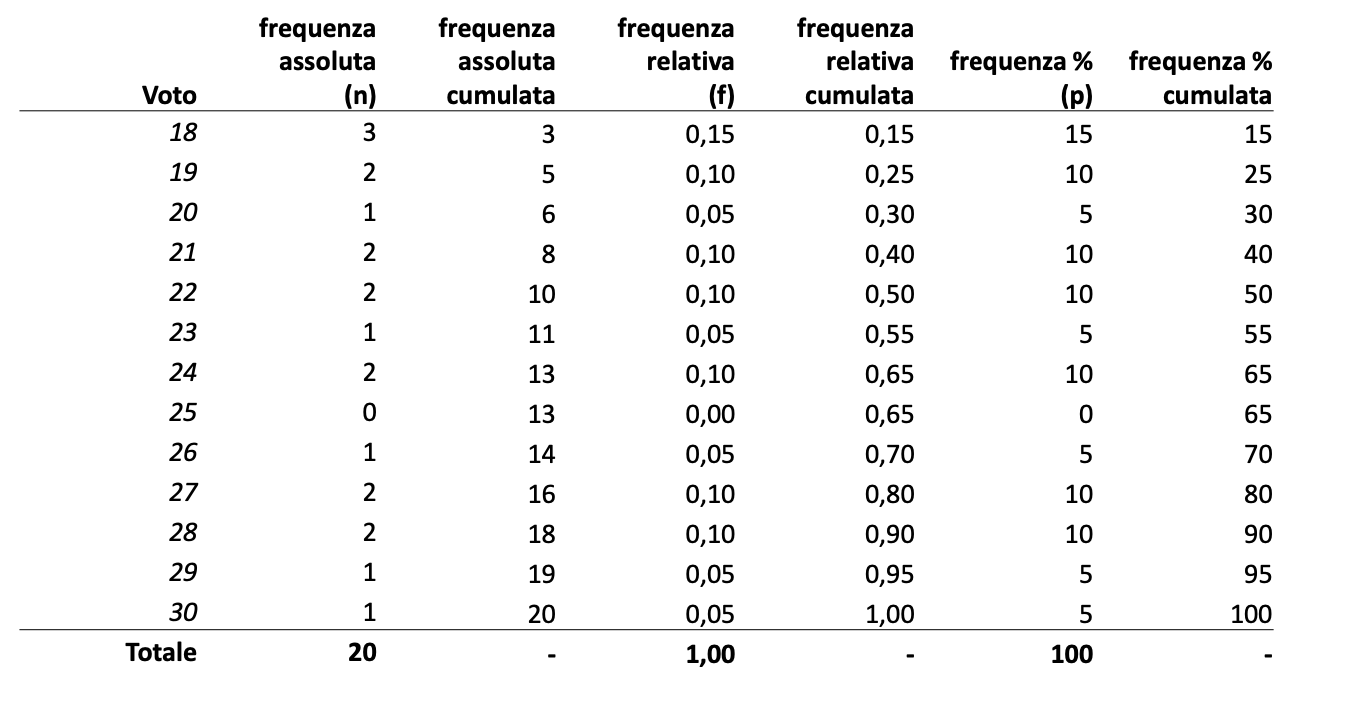 frequenza frequenza frequenza frequenza
assoluta assoluta relativa relativa frequenza % frequenza %
Voto (n) cumulata (f) cumulata (p) cumulata
18 3 3 0,15 0,15 15 15
19 2 5 0,10 0,25 10 25
20 1 6 0,05 0,30 5 30
21 2 8 0,10 0,40 10 40
22 2 10 0,10 0,50 10 50
23 1 11 0,05 0,55 5 55
24 2 13 0,10 0,65 10 65
25 0 13 0,00 0,65 0 65
26 1 14 0,05 0,70 5 70
27 2 16 0,10 0,80 10 80
28 2 18 0,10 0,90 10 90
29 1 19 0,05 0,95 5 95
30 1 20 0,05 1,00 5 100
Totale 20 - 1,00 - 100 -